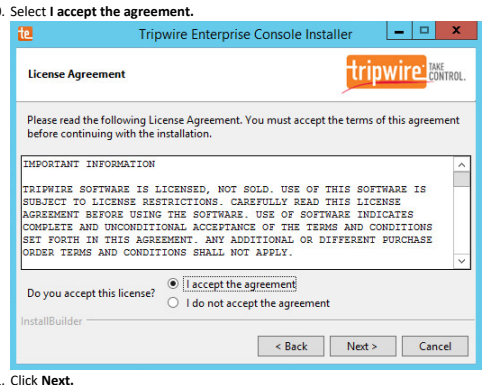 . Select I accept the agreement.
te Tripwire Enterprise Console Installer
License Agreement
tripwire TAKE CONTROL.
Please read the following License Agreement. You must accept the terms of this agreement
before continuing with the installation.
IMPORTANT INFORMATION
TRIPWIRE SOFTWARE IS LICENSED, NOT SOLD. USE OF THIS SOFTWARE IS
SUBJECT TO LICENSE RESTRICTIONS. CAREFULLY READ THIS LICENSE
AGREEMENT BEFORE USING THE SOFTWARE. USE OF SOFTWARE INDICATES
COMPLETE AND UNCONDITIONAL ACCEPTANCE OF THE TERMS AND CONDITIONS
SET FORTH IN THIS AGREEMENT. ANY ADDITIONAL OR DIFFERENT PURCHASE
ORDER TERMS AND CONDITIONS SHALL NOT APPLY.
Do you accept this license?
I accept the agreement
I do not accept the agreement
InstallBuilder
< Back Next > Cancel
. Click Next.